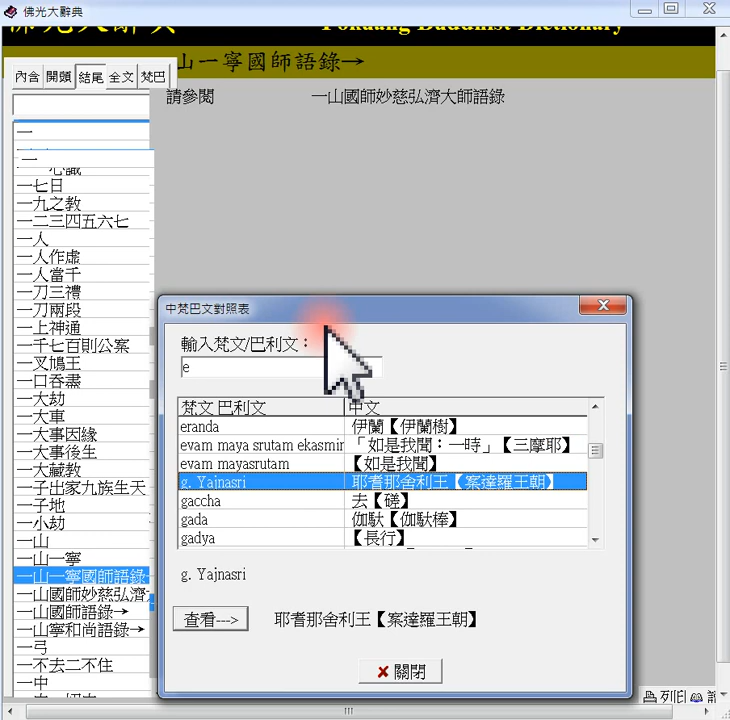 佛光大辭典
Fokuang Buddhist Dictionary
山一寧國師語錄→
內含 開頭 結尾 全文 梵巴
請參閱 一山國師妙慈弘濟大師語錄
一
一
一心識
一七日
一九之教
一二三四五六七
一人
一人作虛
一人當千
一刀三禮
一刀兩段
一上神通
一千七百則公案
一叉鳩王
一口吞盡
一大劫
一大車
一大事因緣
一大事後生
一大藏教
一子出家九族生天
一子地
一小劫
一山
一山一寧
一山一寧國師語錄
一山國師妙慈弘濟
一山國師語錄→
一山寧和尚語錄→
一弓
一不去二不住
一中
中梵巴文對照表
輸入梵文/巴利文：
e
梵文 巴利文 中文
eranda 伊蘭【伊蘭樹】
evam maya srutam ekasmin 「如是我聞：一時」【三摩耶】
evam mayasrutam 【如是我聞】
g. Yajnasri 耶耆那舍利王【案達羅王朝】
gaccha 去【磋】
gada 伽馱【伽馱棒】
gadya 【長行】
g. Yajnasri
查看---> 耶耆那舍利王【案達羅王朝】
關閉
列印